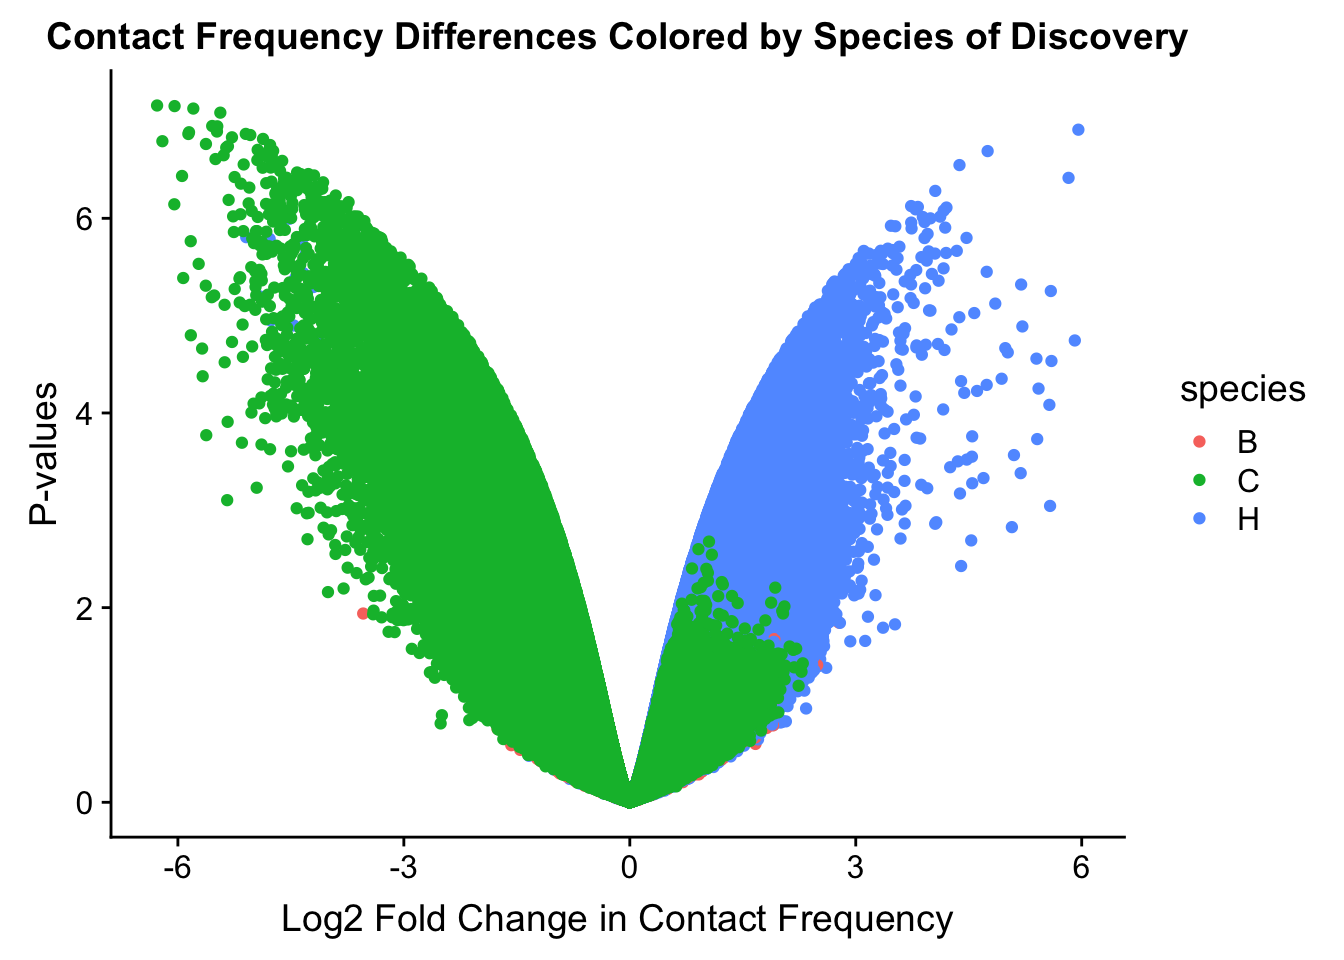 Contact Frequency Differences Colored by Species of Discovery
P-values
6
4
2
0
-6 -3 0 3 6
Log2 Fold Change in Contact Frequency
species
B
C
H